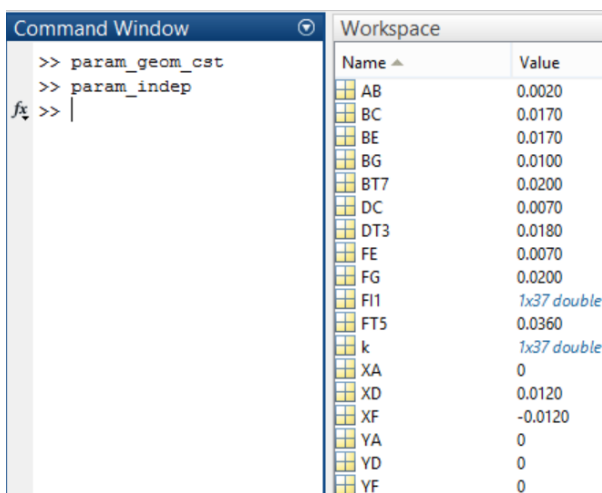 Command Window
>> param_geom_cst
>> param_indep
fx >>
Workspace
Name Value
AB 0.0020
BC 0.0170
BE 0.0170
BG 0.0100
BT7 0.0200
DC 0.0070
DT3 0.0180
FE 0.0070
FG 0.0200
FI1 1x37 double
FT5 0.0360
k 1x37 double
XA 0
XD 0.0120
XF -0.0120
YA 0
YD 0
YF 0